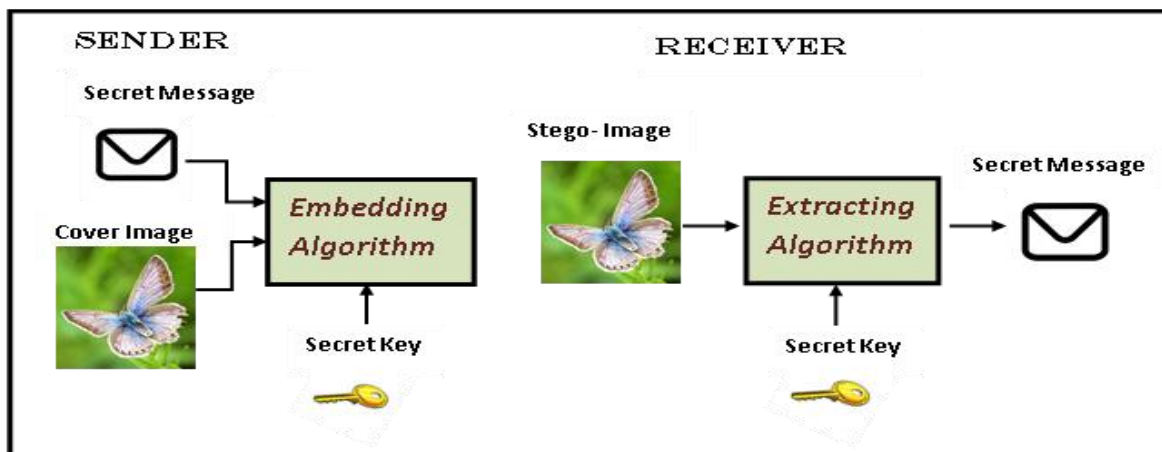 SENDER
Secret Message
Cover Image
Embedding
Algorithm
Secret Key
RECEIVER
Stego- Image
Extracting
Algorithm
Secret Key
Secret Message